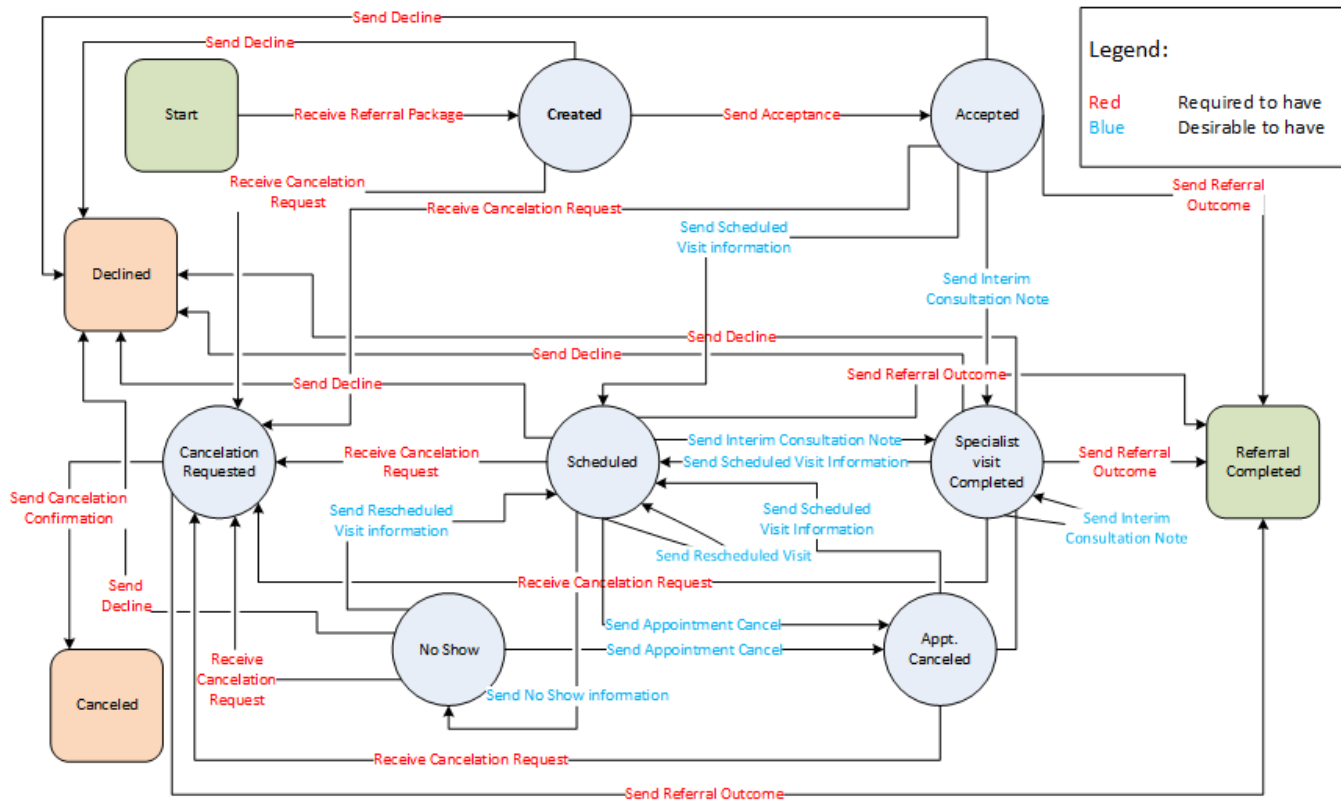 Send Decline
Send Decline
Legend:
Red Required to have
Blue Desirable to have
Start
Receive Referral Package
Created
Send Acceptance
Accepted
Receive Cancelation
Request
Receive Cancelation Request
Send Referral
Outcome
Send Scheduled
Visit information
Declined
Send Interim
Consultation Note
Send Decline
Send Decline
Send Decline
Send Referral Outcome
Cancelation
Requested
Receive Cancelation
Request
Scheduled
Send Interim Consultation Note
Send Scheduled Visit Information
Specialist
visit
Completed
Send Referral
Outcome
Referral
Completed
Send Cancelation
Confirmation
Send Rescheduled
Visit information
Send Scheduled
Visit Information
Send Interim
Consultation Note
Send Rescheduled Visit
Receive Cancelation Request
Send
Decline
Send Appointment Cancel
No Show
Send Appointment Cancel
Appt.
Canceled
Receive
Cancelation
Request
Send No Show information
Canceled
Receive Cancelation Request
Send Referral Outcome